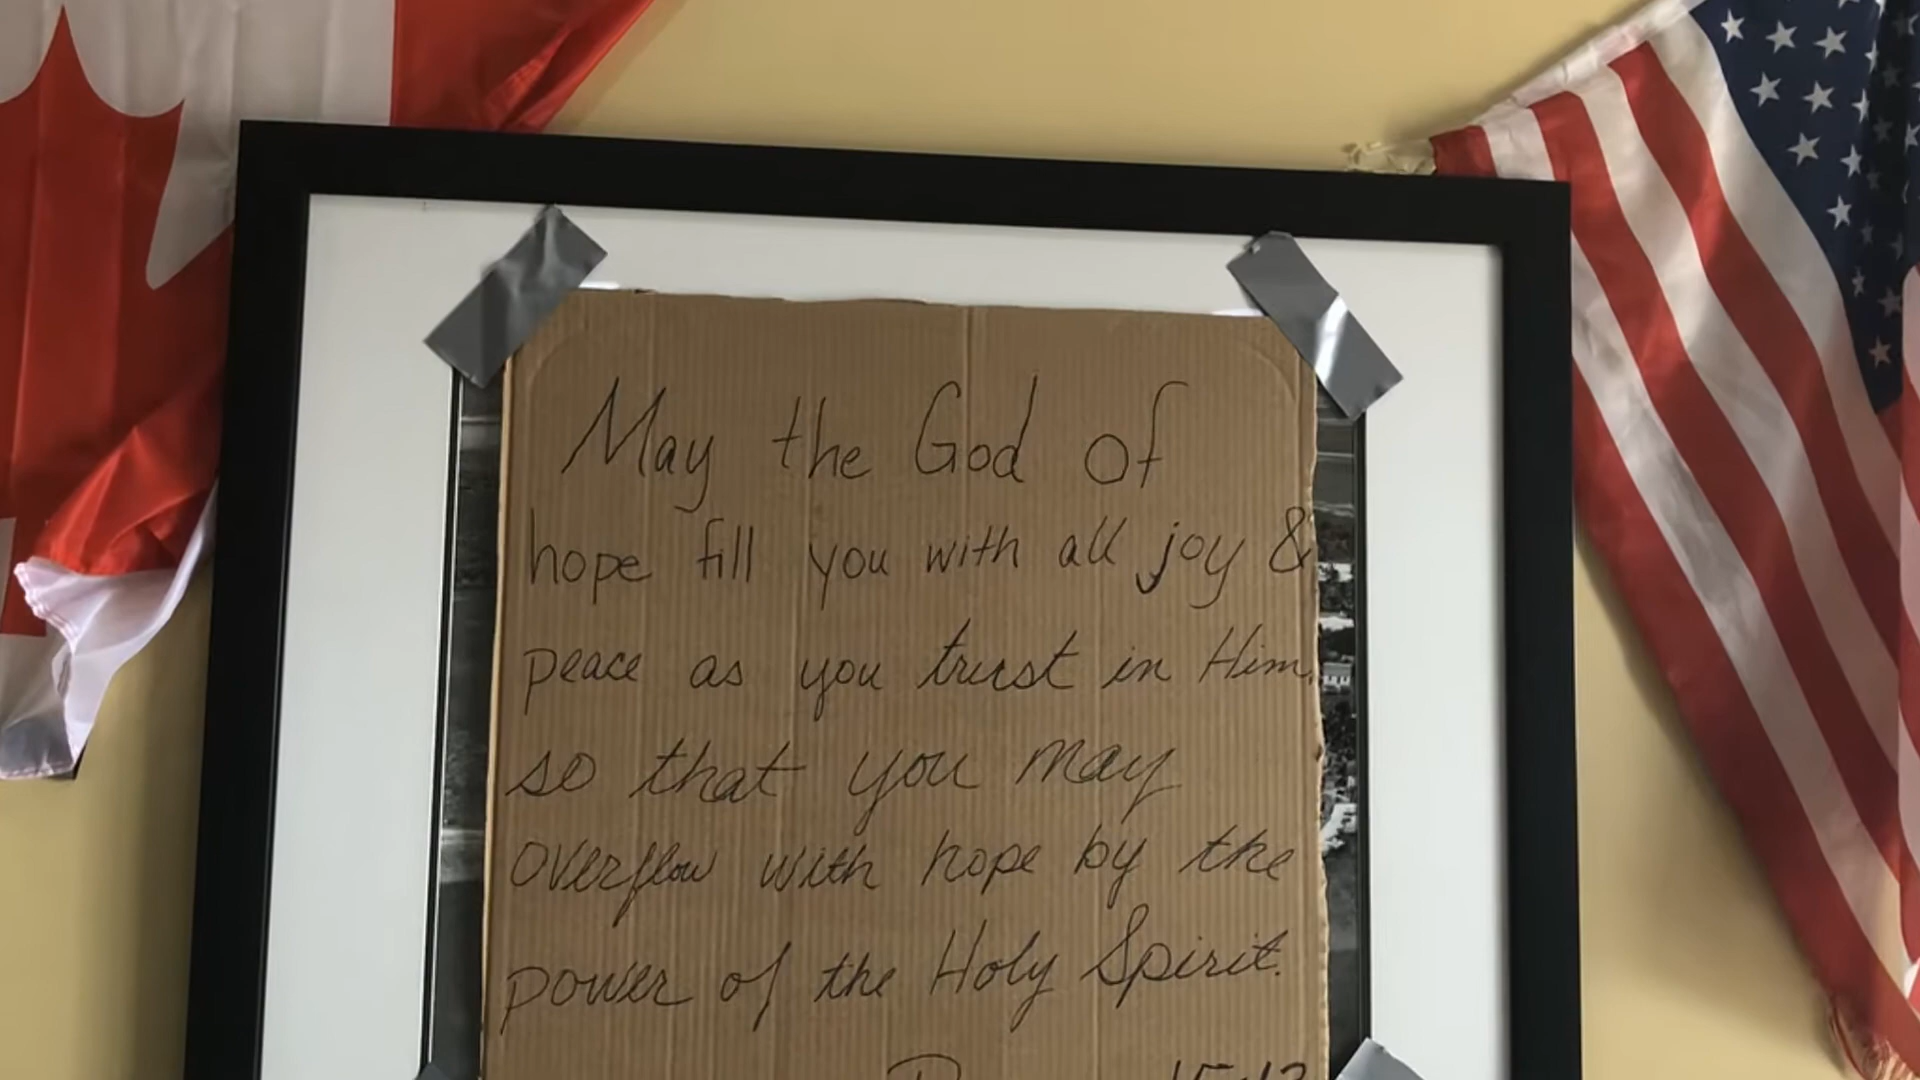 May the God of
hope fill you with all joy &
peace as you trust in Him,
so that you may
overflow with hope by the
power of the Holy Spirit.